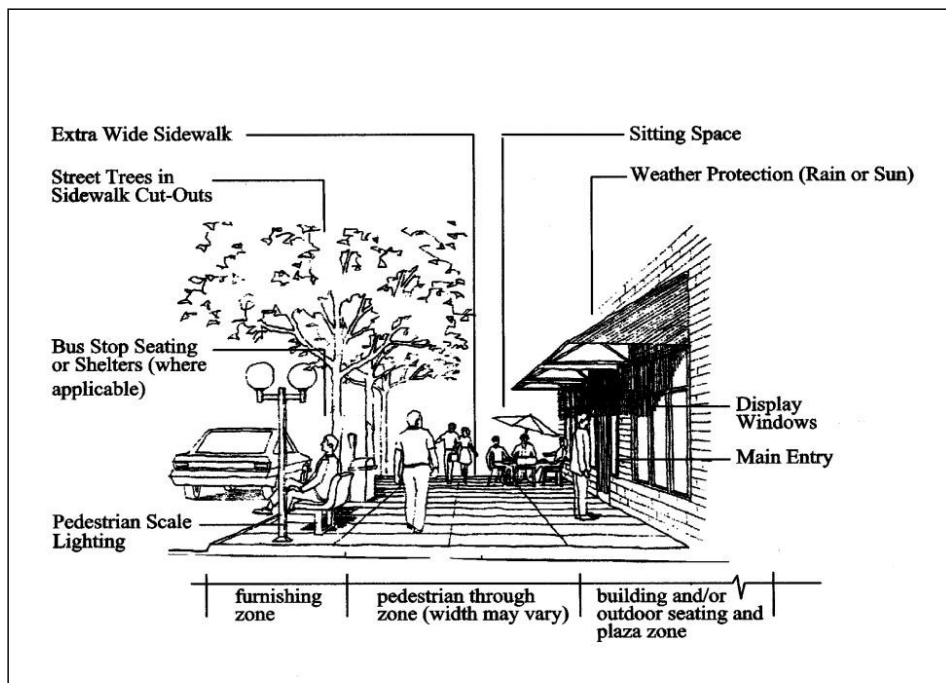 Extra Wide Sidewalk
Street Trees in
Sidewalk Cut-Outs
Bus Stop Seating
or Shelters (where
applicable)
Pedestrian Scale
Lighting
Sitting Space
Weather Protection (Rain or Sun)
Display
Windows
Main Entry
furnishing
zone
pedestrian through
zone (width may vary)
building and/or
outdoor seating and
plaza zone